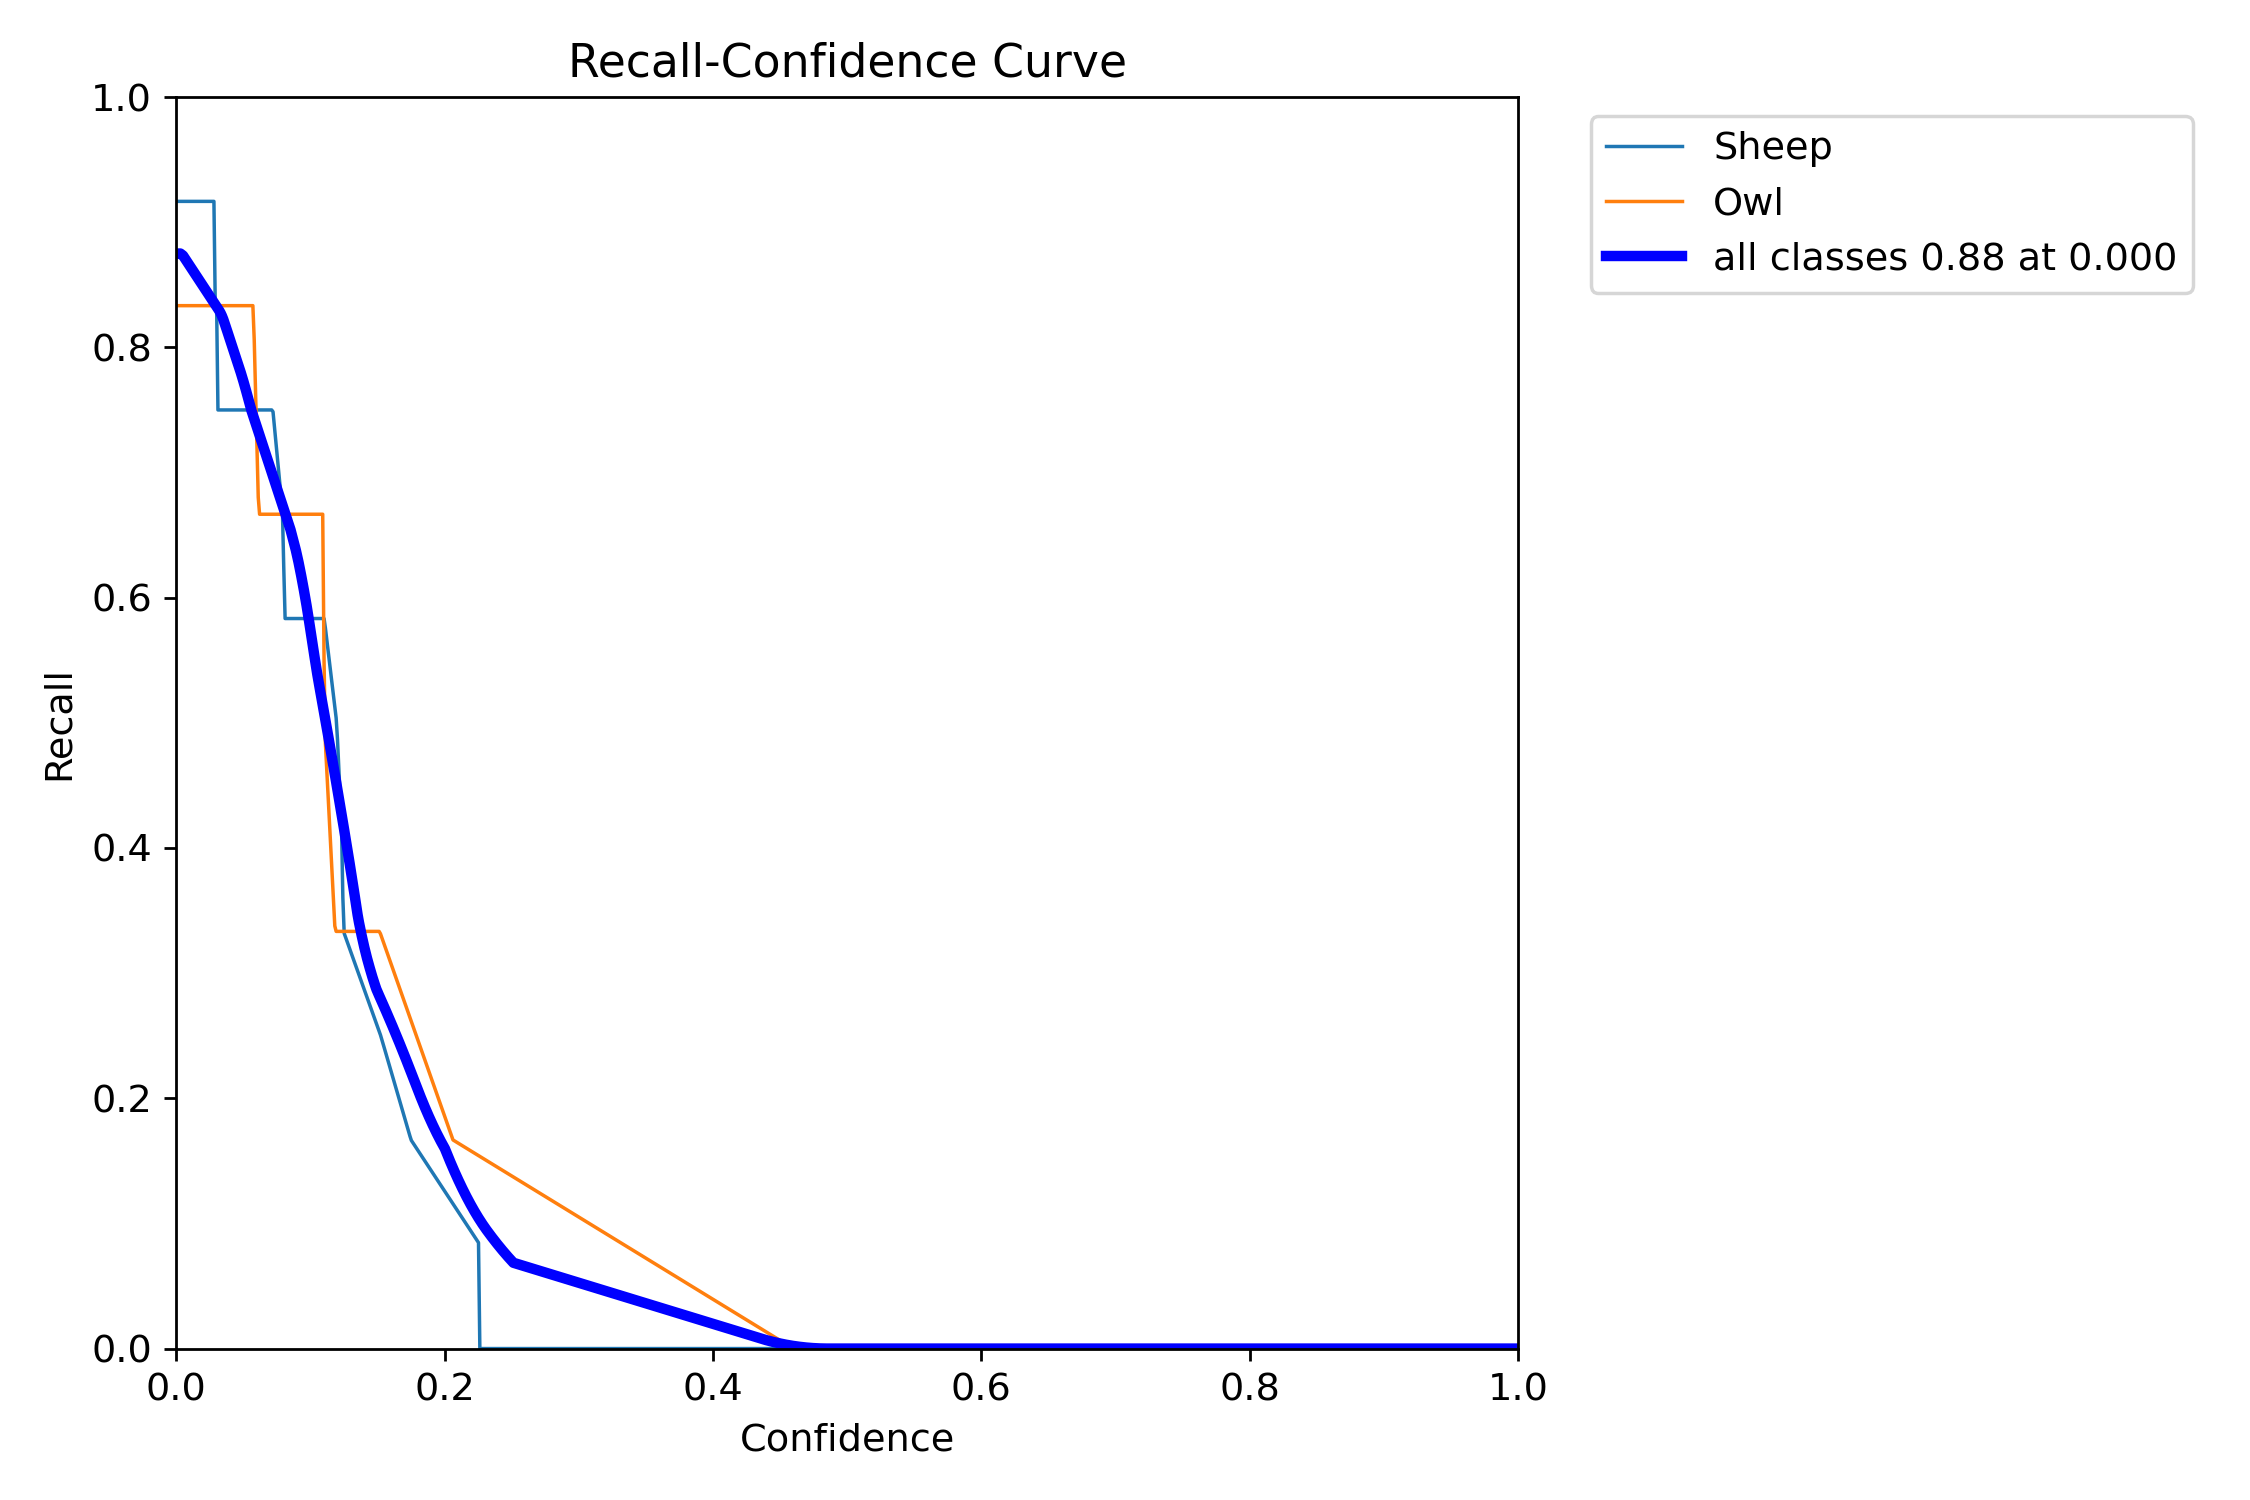 Recall-Confidence Curve
1.0
0.8
0.6
0.4
0.2
0.0
Recall
0.0 0.2 0.4 0.6 0.8 1.0
Confidence
Sheep
Owl
all classes 0.88 at 0.000